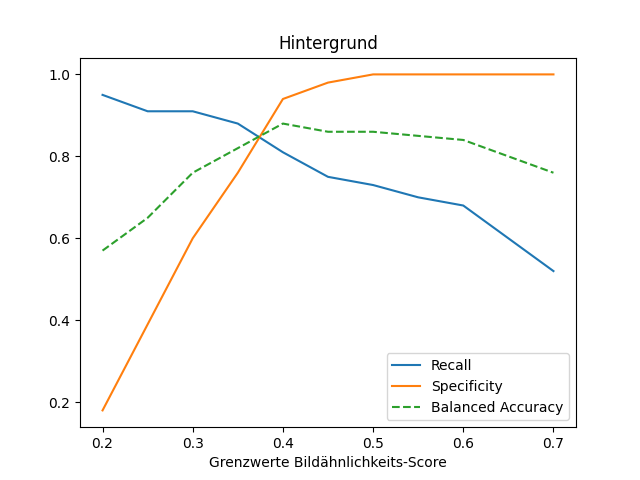 Hintergrund
1.0
0.8
0.6
0.4
0.2
Recall
Specificity
Balanced Accuracy
0.2 0.3 0.4 0.5 0.6 0.7
Grenzwerte Bildähnlichkeits-Score